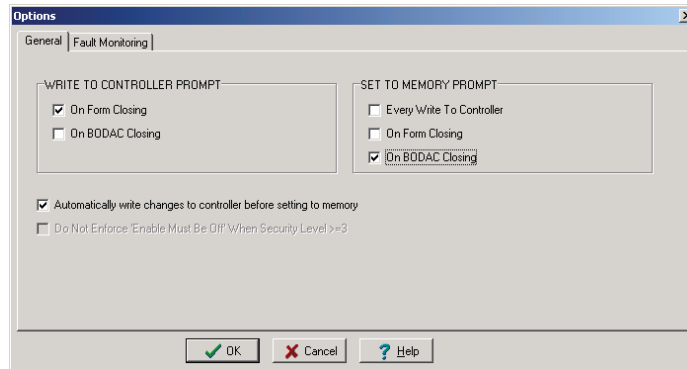 Options
General
Fault Monitoring
WRITE TO CONTROLLER PROMPT
On Form Closing
On BODAC Closing
SET TO MEMORY PROMPT
Every Write To Controller
On Form Closing
On BODAC Closing
Automatically write changes to controller before setting to memory
Do Not Enforce 'Enable Must Be Off' When Security Level >=3
OK
Cancel
Help